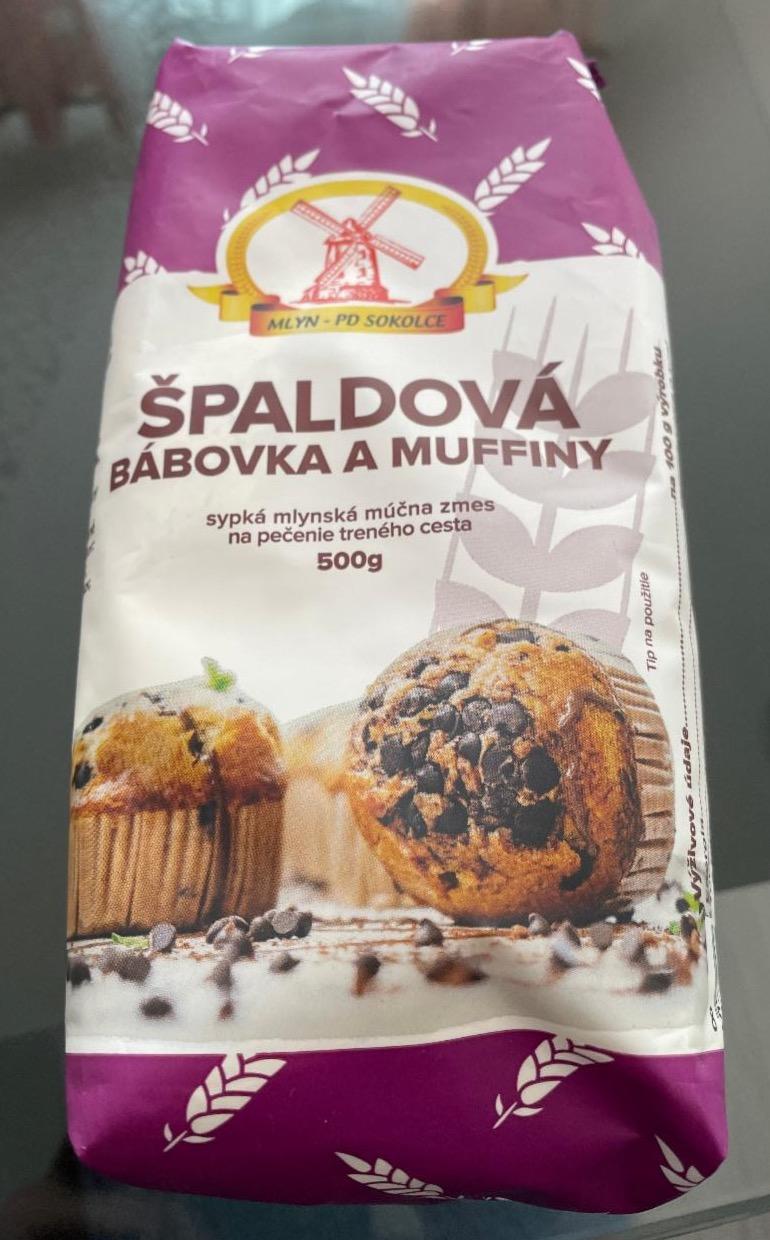 MLYN - PD SOKOLCE
ŠPALDOVÁ
BÁBOVKA A MUFFINY
sypká mlynská múčna zmes
na pečenie treného cesta
500g
Tip na použitie
Výživové údaje
na 100 g výrobku